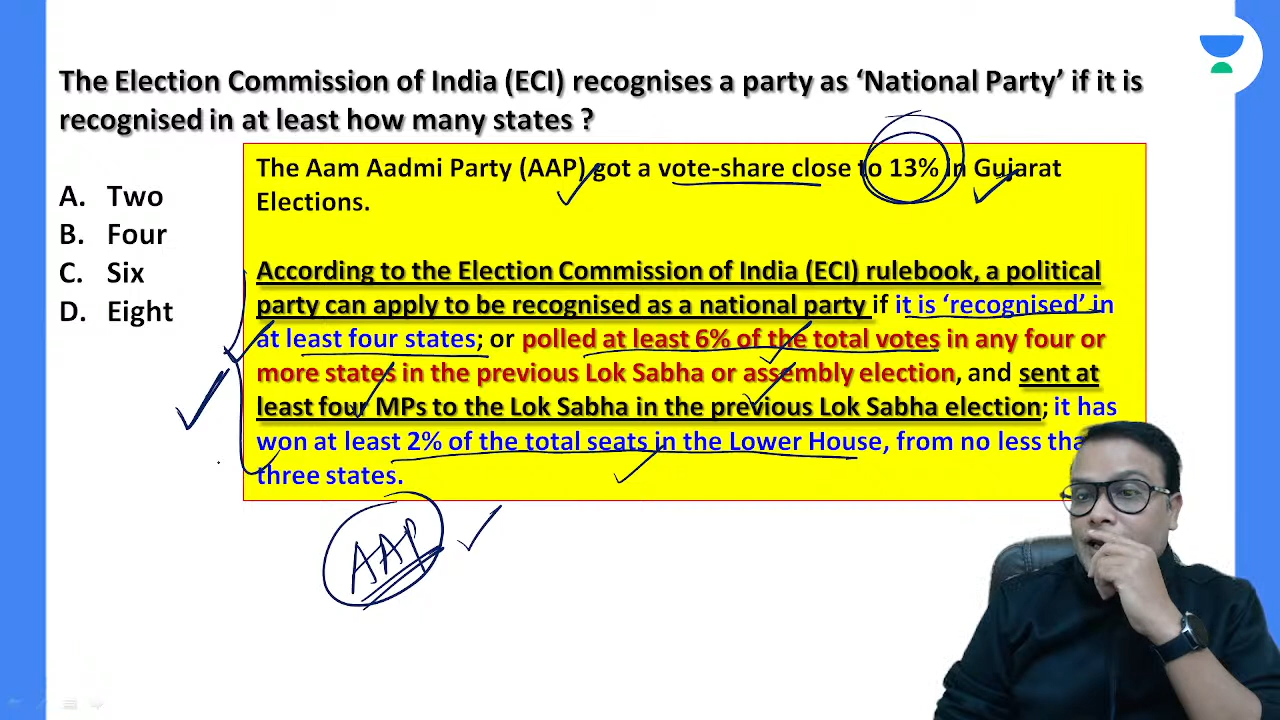 The Election Commission of India (ECI) recognises a party as ‘National Party’ if it is
recognised in at least how many states ?
A. Two
B. Four
C. Six
D. Eight
The Aam Aadmi Party (AAP) got a vote-share close to 13% in Gujarat
Elections.
According to the Election Commission of India (ECI) rulebook, a political
party can apply to be recognised as a national party if it is ‘recognised’ in
at least four states; or polled at least 6% of the total votes in any four or
more states in the previous Lok Sabha or assembly election, and sent at
least four MPs to the Lok Sabha in the previous Lok Sabha election; it has
won at least 2% of the total seats in the Lower House, from no less
three states.
AAP